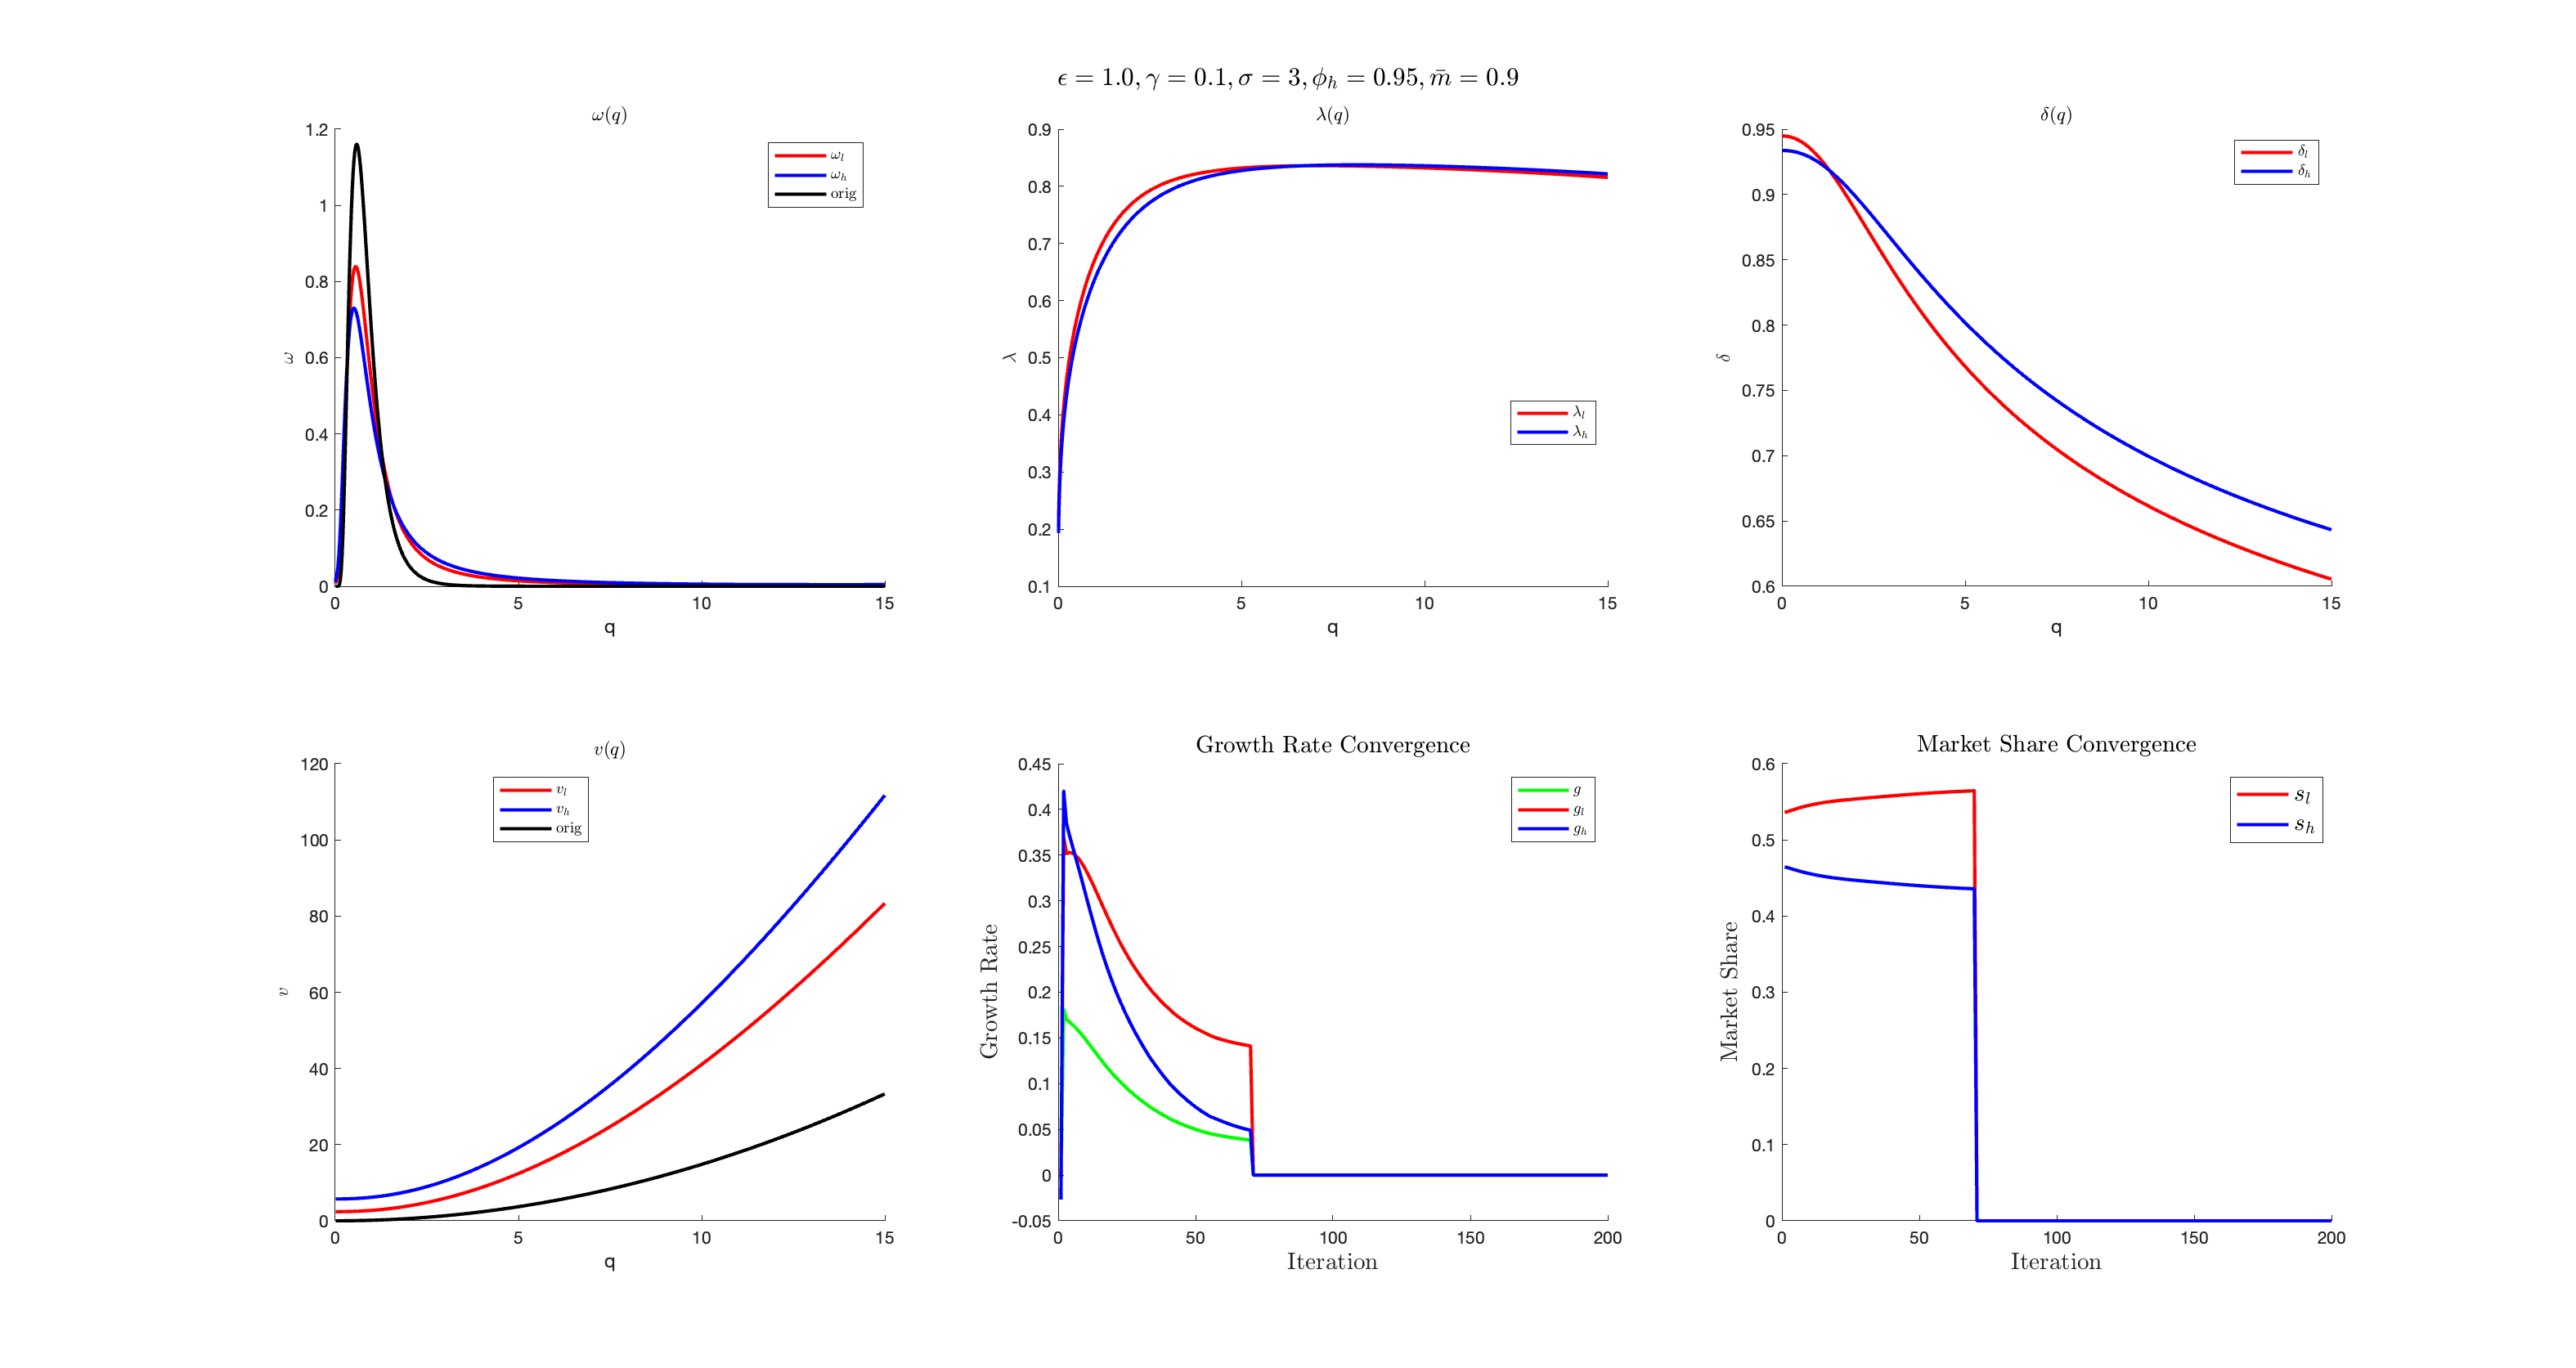 ϵ = 1.0, γ = 0.1, σ = 3, ϕ_h = 0.95, m̄ = 0.9
ω(q)
1.2
1
0.8
0.6
0.4
0.2
0
ω
0
5
10
15
q
ω_l
ω_h
orig
λ(q)
0.9
0.8
0.7
0.6
0.5
0.4
0.3
0.2
0.1
λ
0
5
10
15
q
λ_l
λ_h
δ(q)
0.95
0.9
0.85
0.8
0.75
0.7
0.65
0.6
δ
0
5
10
15
q
δ_l
δ_h
v(q)
120
100
80
60
40
20
0
v
0
5
10
15
q
v_l
v_h
orig
Growth Rate Convergence
0.45
0.4
0.35
0.3
0.25
0.2
0.15
0.1
0.05
0
-0.05
Growth Rate
0
50
100
150
200
Iteration
g
g_l
g_h
Market Share Convergence
0.6
0.5
0.4
0.3
0.2
0.1
0
Market Share
0
50
100
150
200
Iteration
s_l
s_h